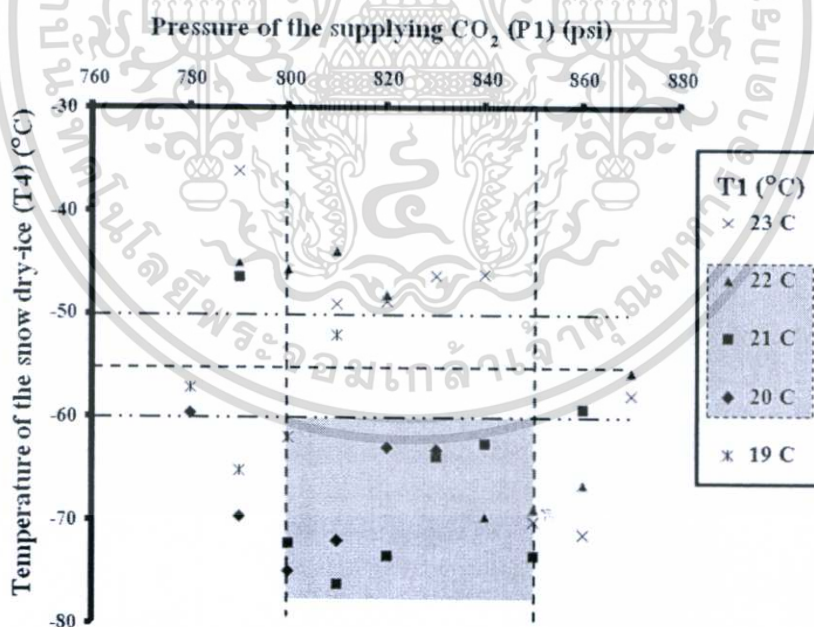 Pressure of the supplying CO₂ (P1) (psi)
760 780 800 820 840 860 880
Temperature of the snow dry-ice (T4) (°C)
-30
-40
-50
-60
-70
-80
T1 (°C)
× 23 C
▲ 22 C
■ 21 C
◆ 20 C
ж 19 C